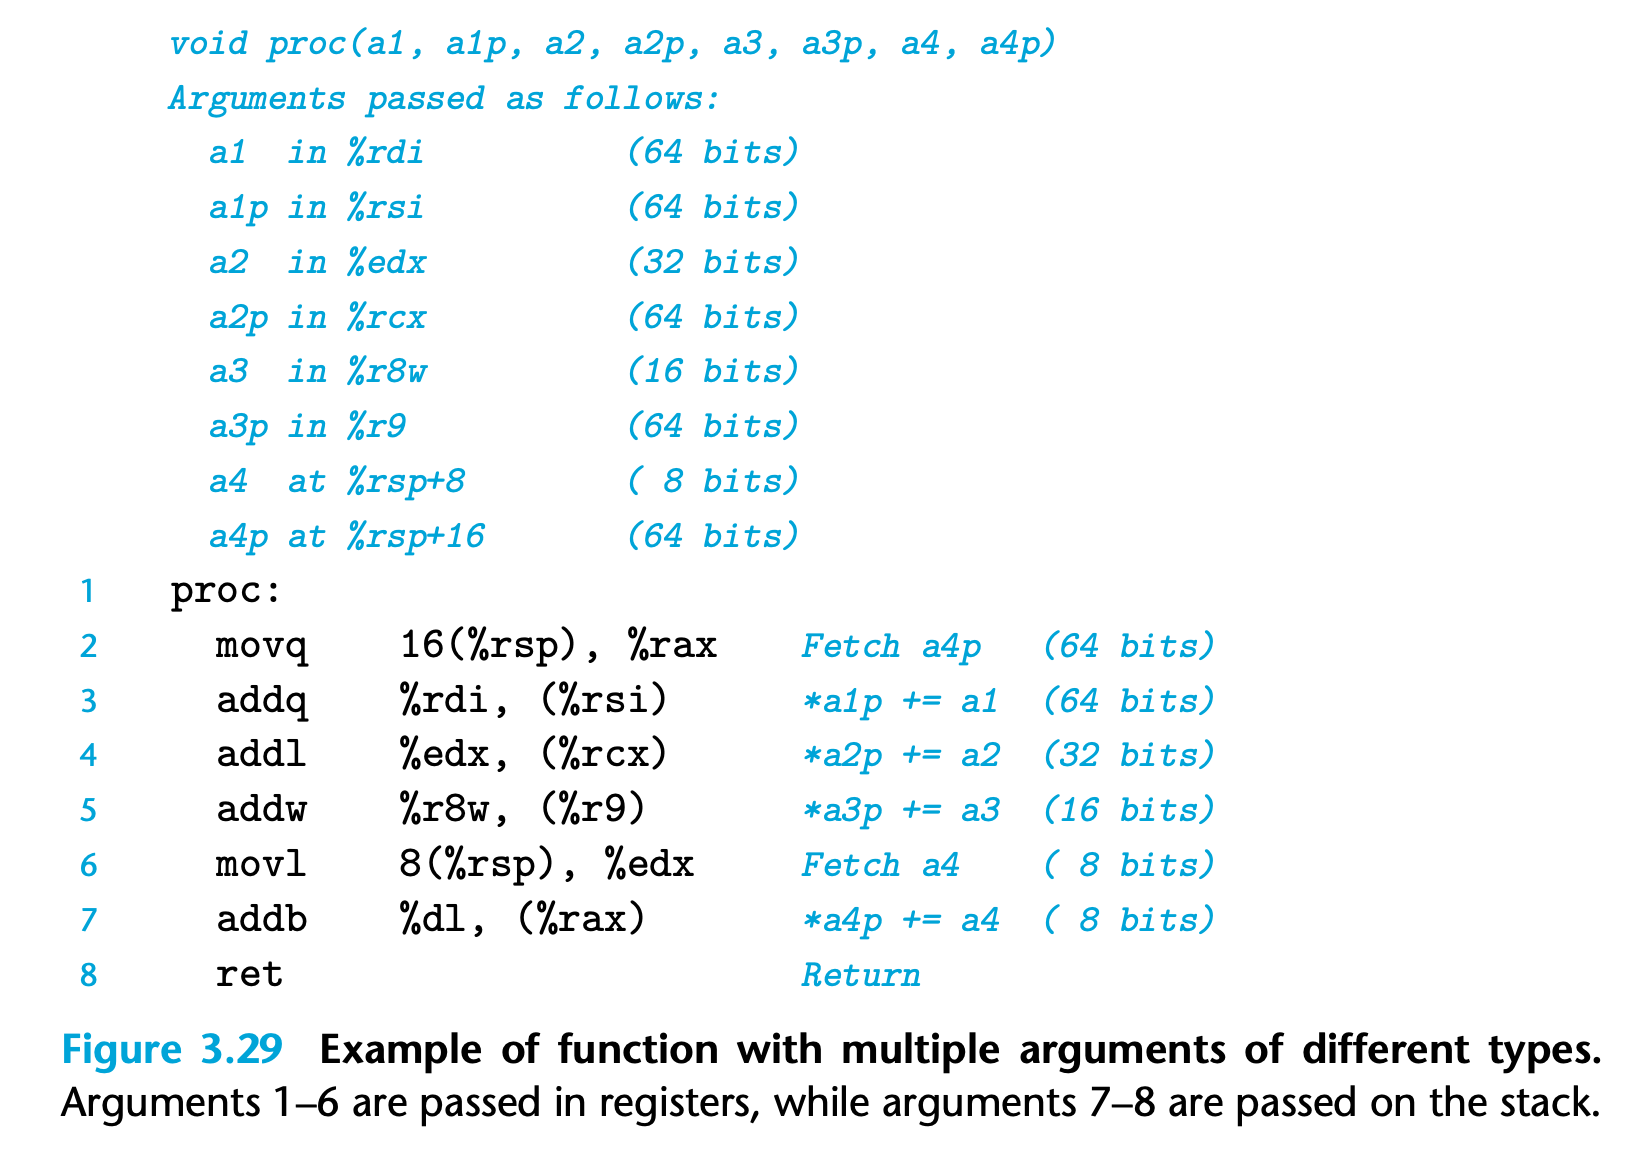 void proc(a1, a1p, a2, a2p, a3, a3p, a4, a4p)
Arguments passed as follows:
a1 in %rdi (64 bits)
a1p in %rsi (64 bits)
a2 in %edx (32 bits)
a2p in %rcx (64 bits)
a3 in %r8w (16 bits)
a3p in %r9 (64 bits)
a4 at %rsp+8 ( 8 bits)
a4p at %rsp+16 (64 bits)
1 proc:
2 movq 16(%rsp), %rax Fetch a4p (64 bits)
3 addq %rdi, (%rsi) *a1p += a1 (64 bits)
4 addl %edx, (%rcx) *a2p += a2 (32 bits)
5 addw %r8w, (%r9) *a3p += a3 (16 bits)
6 movl 8(%rsp), %edx Fetch a4 ( 8 bits)
7 addb %dl, (%rax) *a4p += a4 ( 8 bits)
8 ret Return
Figure 3.29 Example of function with multiple arguments of different types.
Arguments 1–6 are passed in registers, while arguments 7–8 are passed on the stack.